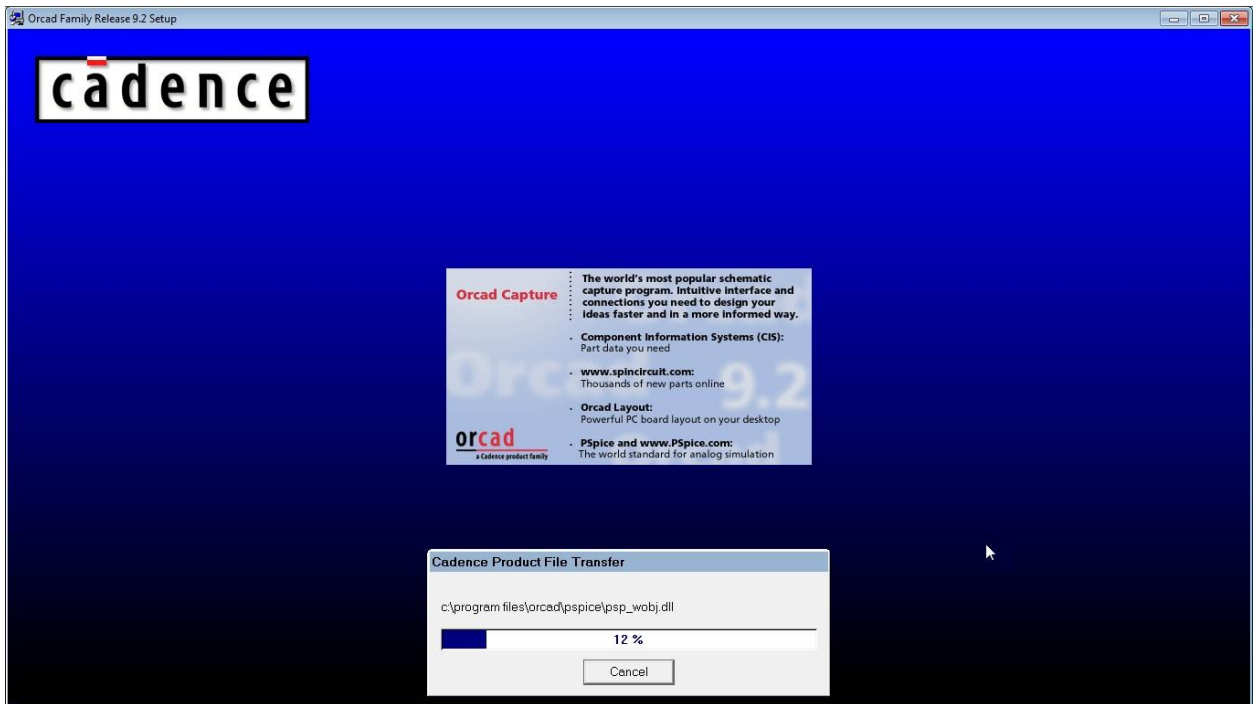 Orcad Family Release 9.2 Setup
cadence
Orcad Capture
The world's most popular schematic
capture program. Intuitive interface and
connections you need to design your
ideas faster and in a more informed way.
· Component Information Systems (CIS):
Part data you need
· www.spincircuit.com:
Thousands of new parts online
· Orcad Layout:
Powerful PC board layout on your desktop
· PSpice and www.PSpice.com:
The world standard for analog simulation
Orcad 9.2
Orcad
orcad
a Cadence product family
Cadence Product File Transfer
c:\program files\orcad\pspice\psp_wobj.dll
12 %
Cancel